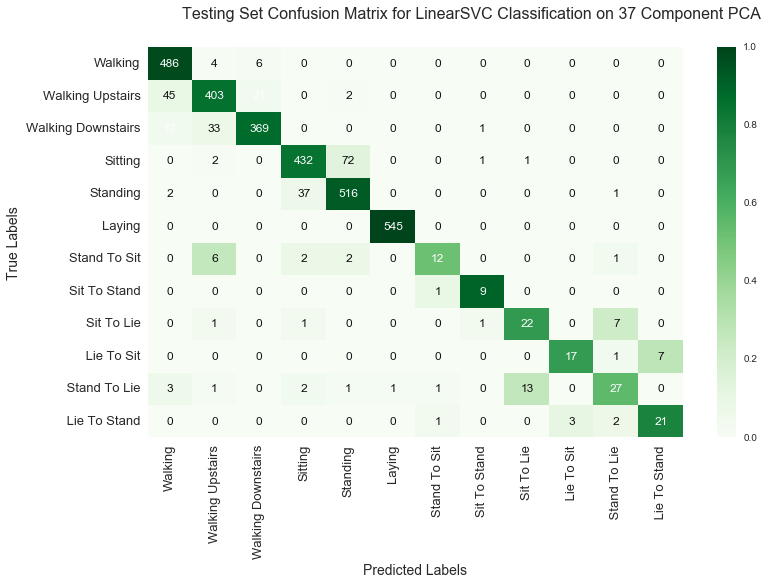 Testing Set Confusion Matrix for LinearSVC Classification on 37 Component PCA
True Labels
Walking 486 4 6 0 0 0 0 0 0 0 0 0
Walking Upstairs 45 403 0 2 0 0 0 0 0 0 0
Walking Downstairs 33 369 0 0 0 0 1 0 0 0 0
Sitting 0 2 0 432 72 0 0 1 1 0 0 0
Standing 2 0 0 37 516 0 0 0 0 0 1 0
Laying 0 0 0 0 0 545 0 0 0 0 0 0
Stand To Sit 0 6 0 2 2 0 12 0 0 0 1 0
Sit To Stand 0 0 0 0 0 0 1 9 0 0 0 0
Sit To Lie 0 1 0 1 0 0 0 1 22 0 7 0
Lie To Sit 0 0 0 0 0 0 0 0 0 17 1 7
Stand To Lie 3 1 0 2 1 1 1 0 13 0 27 0
Lie To Stand 0 0 0 0 0 0 1 0 0 3 2 21
Walking
Walking Upstairs
Walking Downstairs
Sitting
Standing
Laying
Stand To Sit
Sit To Stand
Sit To Lie
Lie To Sit
Stand To Lie
Lie To Stand
Predicted Labels
1.0
0.8
0.6
0.4
0.2
0.0